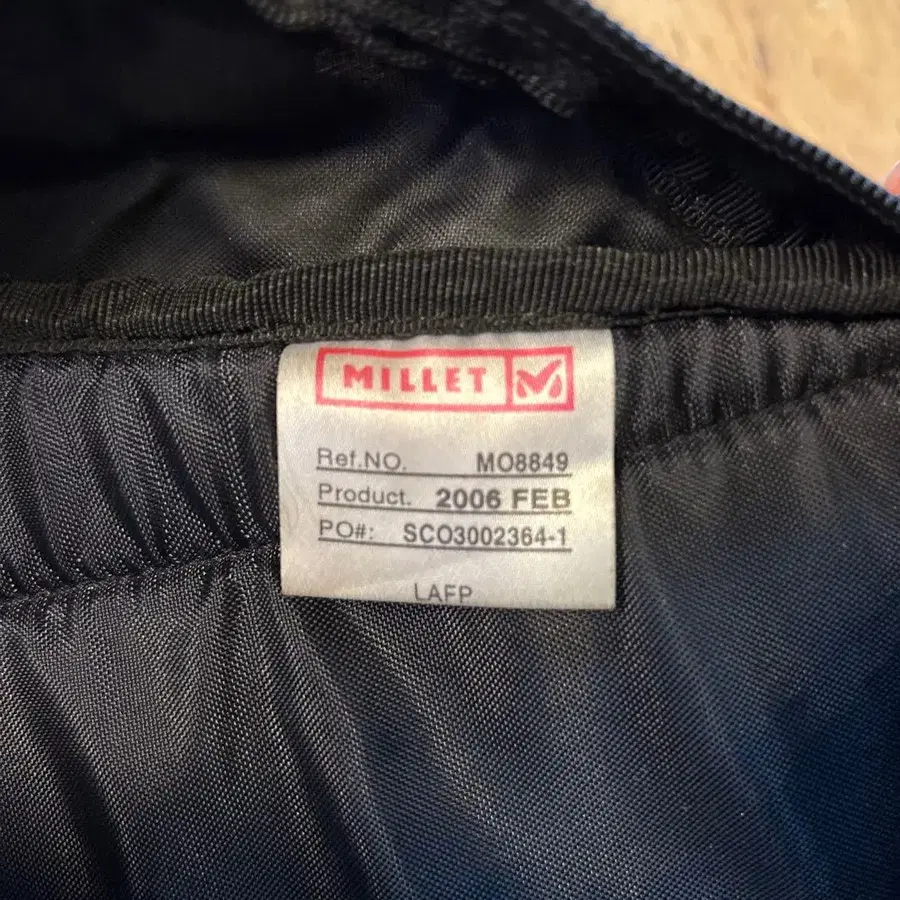 MILLET
Ref.NO. MO8849
Product. 2006 FEB
PO#: SCO3002364-1
LAFP